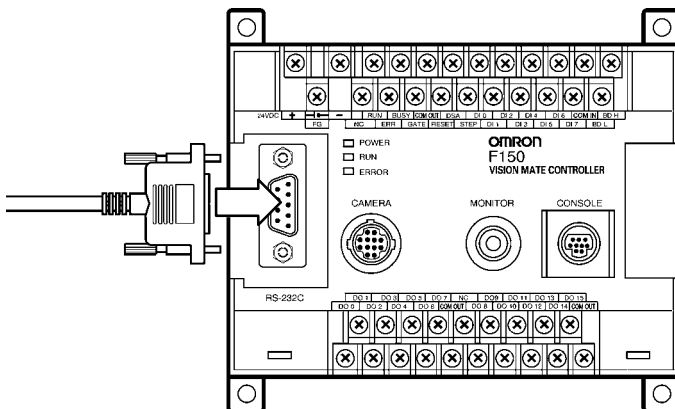 24VDC + − RUN BUSY COM OUT DSA DI 0 DI 2 DI 4 DI 6 COM IN BD H
FG NC ERR GATE RESET STEP DI 1 DI 3 DI 5 DI 7 BD L
POWER
RUN
ERROR
OMRON
F150
VISION MATE CONTROLLER
CAMERA
MONITOR
CONSOLE
RS-232C
DO 1 DO 3 DO 5 DO 7 NC DO9 DO 11 DO 13 DO 15
DO 0 DO 2 DO 4 DO 6 COM OUT DO 8 DO 10 DO 12 DO 14 COM OUT